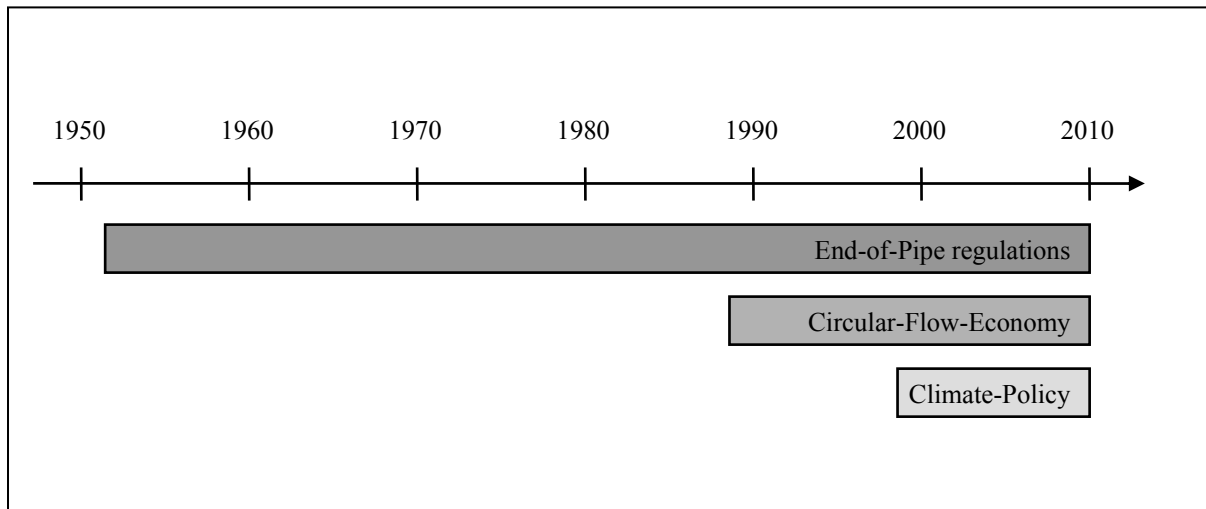 1950 1960 1970 1980 1990 2000 2010
End-of-Pipe regulations
Circular-Flow-Economy
Climate-Policy